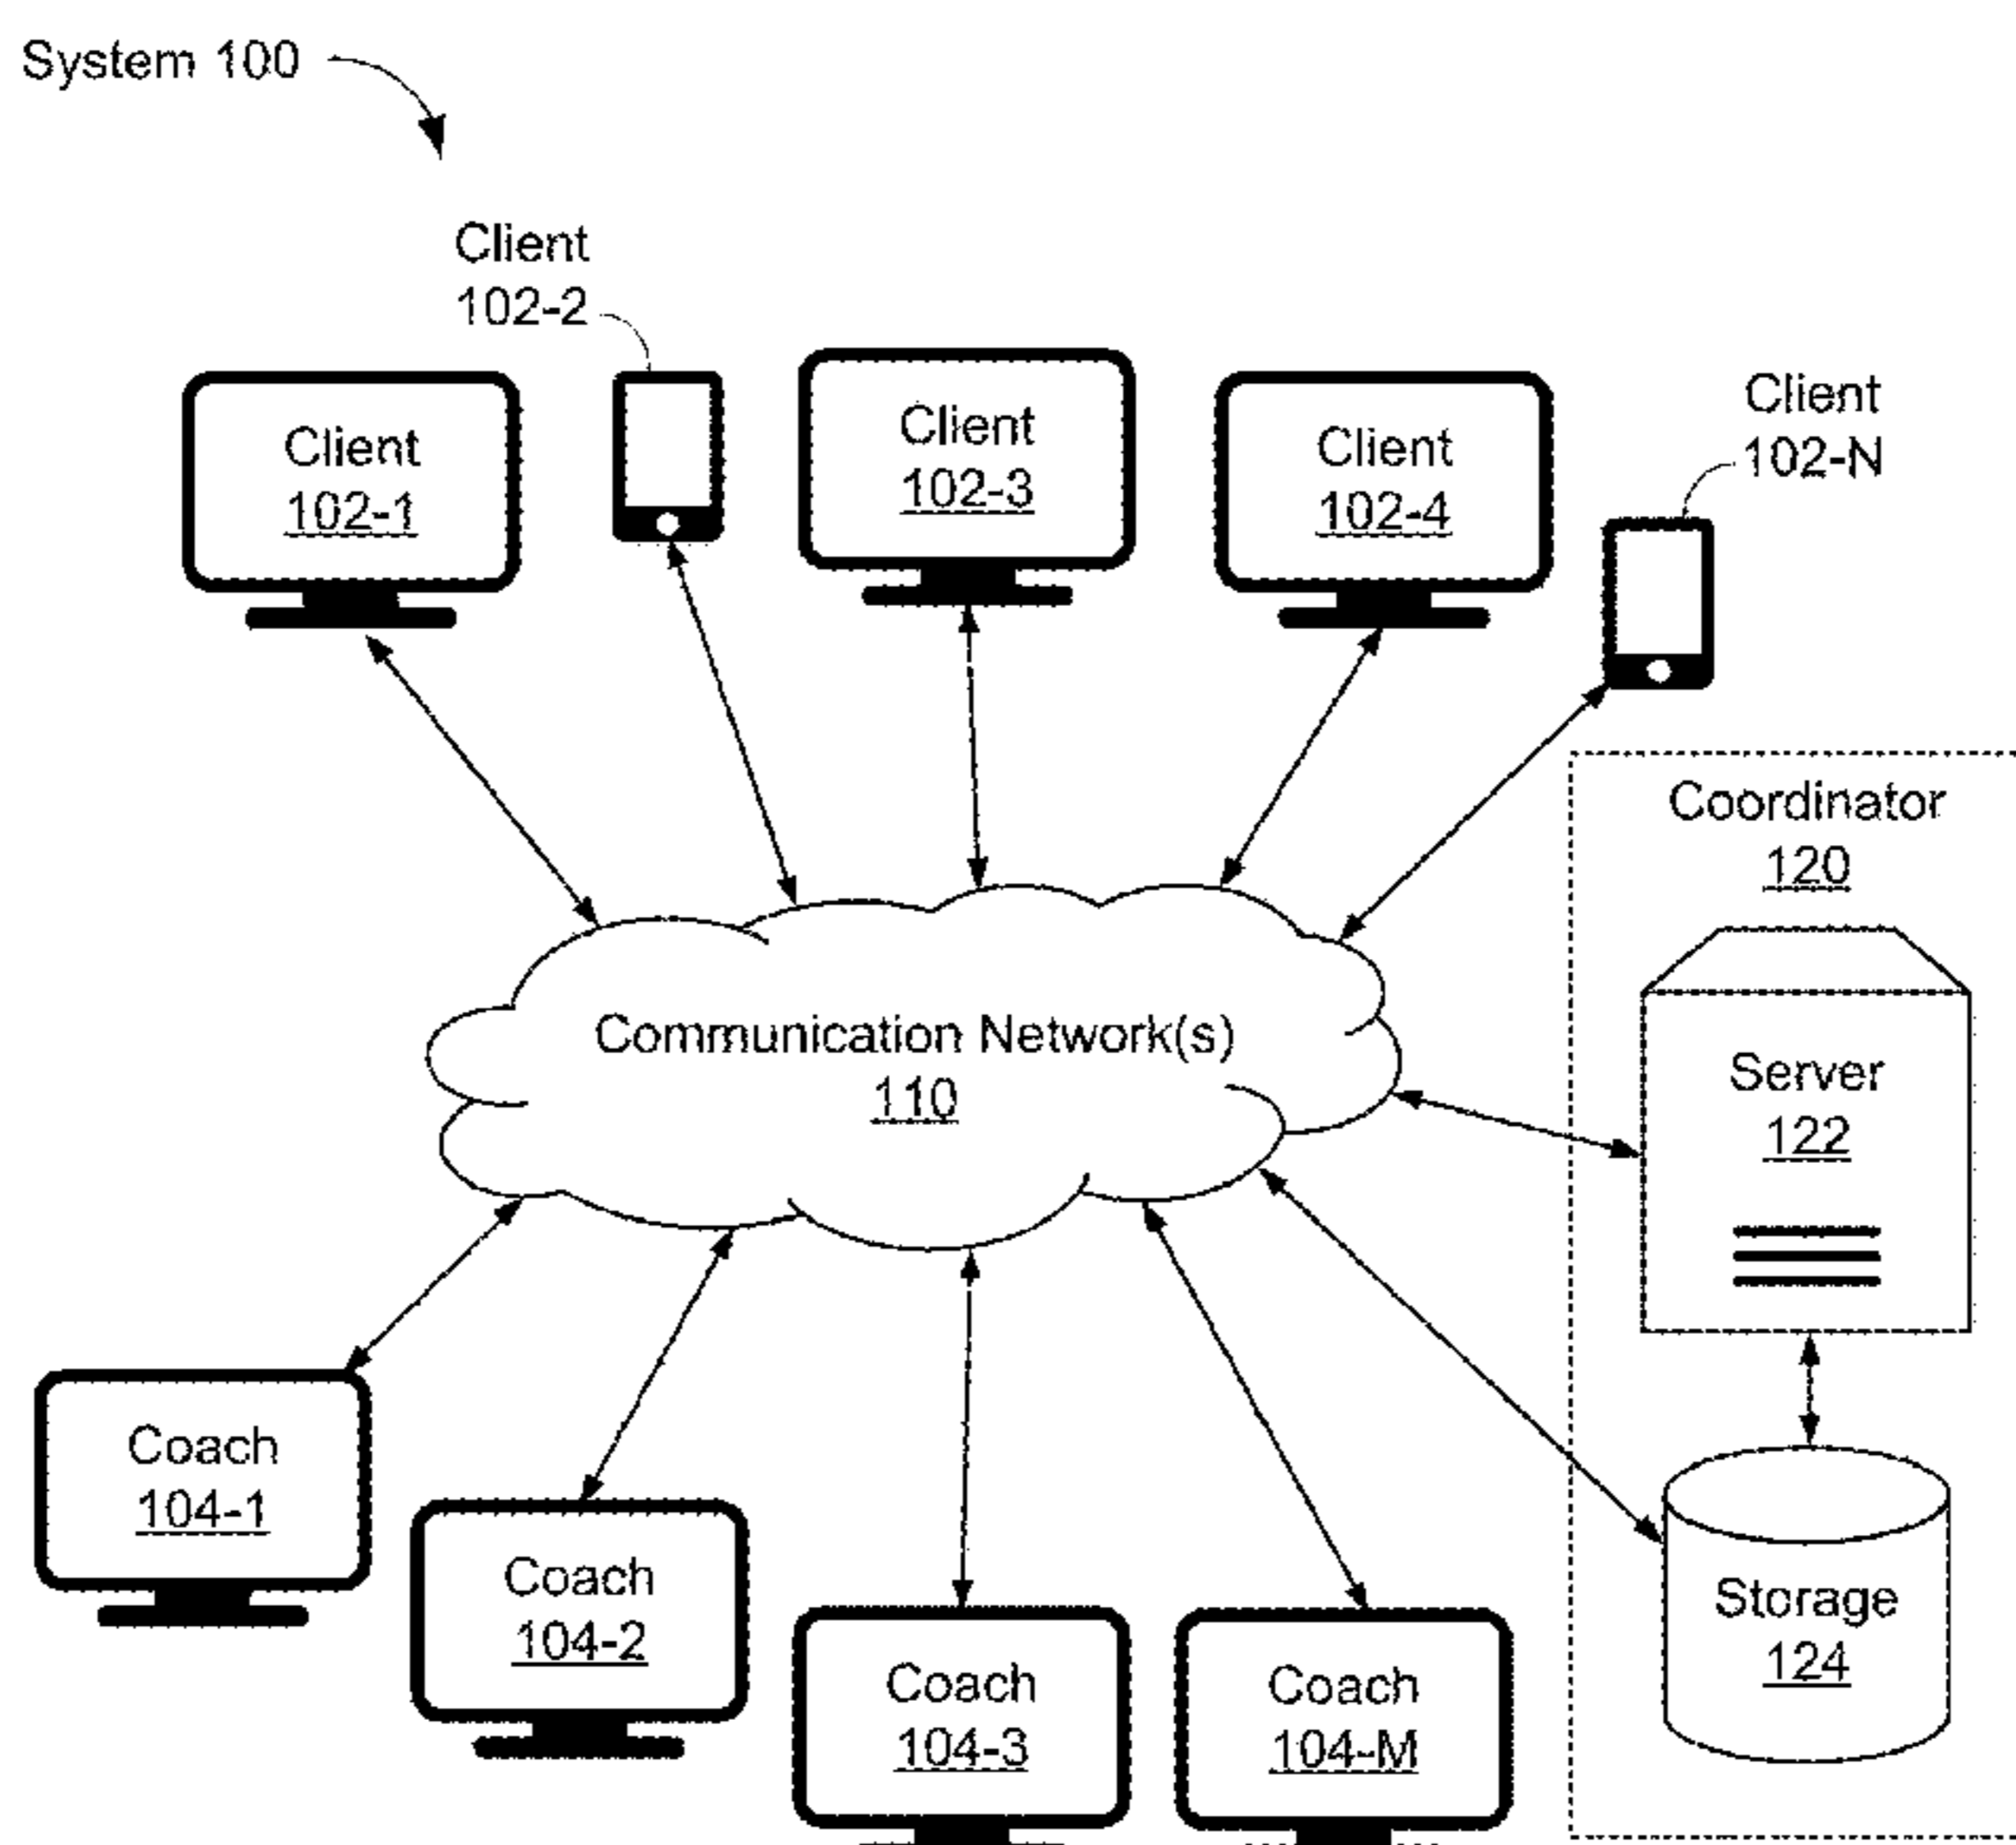 System 100
Client
102-2
Client
102-1
Client
102-3
Client
102-4
Client
102-N
Coordinator
120
Server
122
Communication Network(s)
110
Storage
124
Coach
104-1
Coach
104-2
Coach
104-3
Coach
104-M